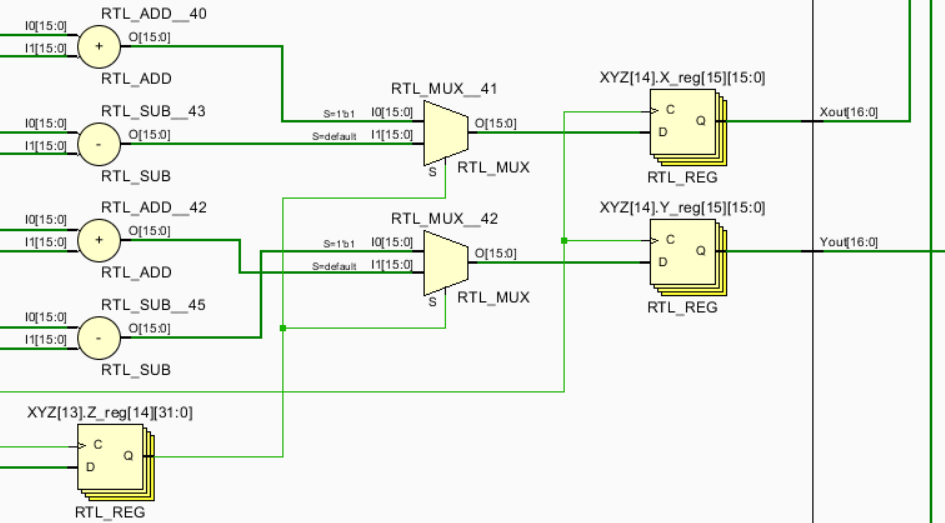 RTL_ADD__40
I0[15:0]
I1[15:0]
+
O[15:0]
RTL_ADD
RTL_SUB__43
I0[15:0]
I1[15:0]
-
O[15:0]
RTL_SUB
RTL_MUX__41
S=1'b1
I0[15:0]
S=default
I1[15:0]
O[15:0]
S
RTL_MUX
XYZ[14].X_reg[15][15:0]
C
D
Q
RTL_REG
Xout[16:0]
RTL_ADD__42
I0[15:0]
I1[15:0]
+
O[15:0]
RTL_ADD
RTL_SUB__45
I0[15:0]
I1[15:0]
-
O[15:0]
RTL_SUB
RTL_MUX__42
S=1'b1
I0[15:0]
S=default
I1[15:0]
O[15:0]
S
RTL_MUX
XYZ[14].Y_reg[15][15:0]
C
D
Q
RTL_REG
Yout[16:0]
XYZ[13].Z_reg[14][31:0]
C
D
Q
RTL_REG